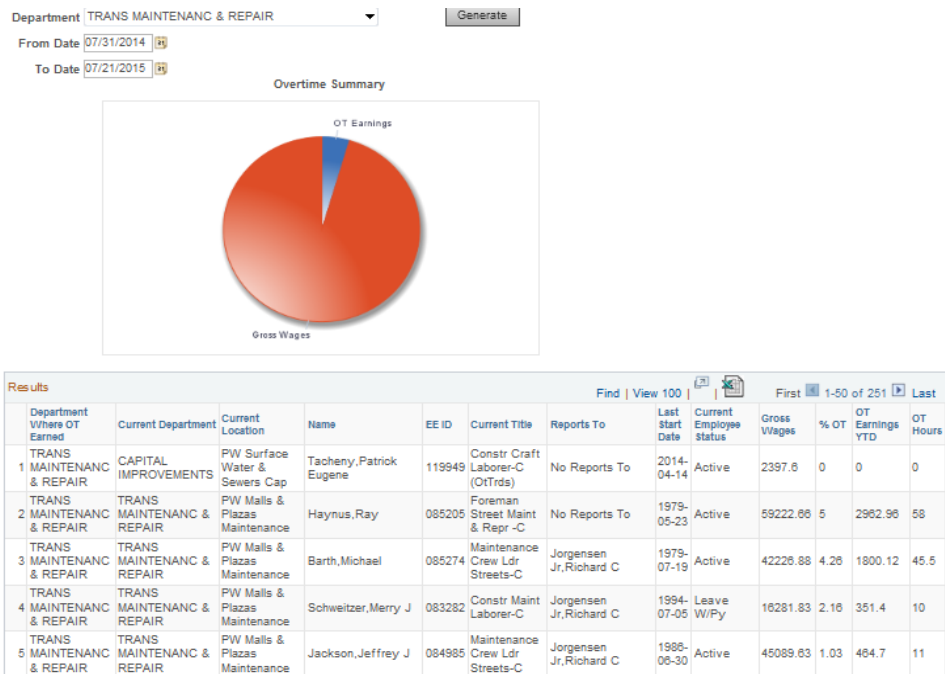 Department TRANS MAINTENANC & REPAIR Generate
From Date 07/31/2014
To Date 07/21/2015
Overtime Summary
OT Earnings
Gross Wages
Results Find | View 100 | | First 1-50 of 251 Last
Department Where OT Earned Current Department Current Location Name EE ID Current Title Reports To Last Start Date Current Employee Status Gross Wages % OT OT Earnings YTD OT Hours
1 TRANS MAINTENANC & REPAIR CAPITAL IMPROVEMENTS PW Surface Water & Sewers Cap Tacheny,Patrick Eugene 119949 Constr Craft Laborer-C (OtTrds) No Reports To 2014-04-14 Active 2397.6 0 0 0
2 TRANS MAINTENANC & REPAIR TRANS MAINTENANC & REPAIR PW Malls & Plazas Maintenance Haynus,Ray 085205 Foreman Street Maint & Repr -C No Reports To 1979-05-23 Active 59222.66 5 2962.96 58
3 TRANS MAINTENANC & REPAIR TRANS MAINTENANC & REPAIR PW Malls & Plazas Maintenance Barth,Michael 085274 Maintenance Crew Ldr Streets-C Jorgensen Jr,Richard C 1979-07-19 Active 42226.88 4.26 1800.12 45.5
4 TRANS MAINTENANC & REPAIR TRANS MAINTENANC & REPAIR PW Malls & Plazas Maintenance Schweitzer,Merry J 083282 Constr Maint Laborer-C Jorgensen Jr,Richard C 1994-07-05 Leave W/Py 16281.83 2.16 351.4 10
5 TRANS MAINTENANC & REPAIR TRANS MAINTENANC & REPAIR PW Malls & Plazas Maintenance Jackson,Jeffrey J 084985 Maintenance Crew Ldr Streets-C Jorgensen Jr,Richard C 1986-06-30 Active 45089.63 1.03 464.7 11